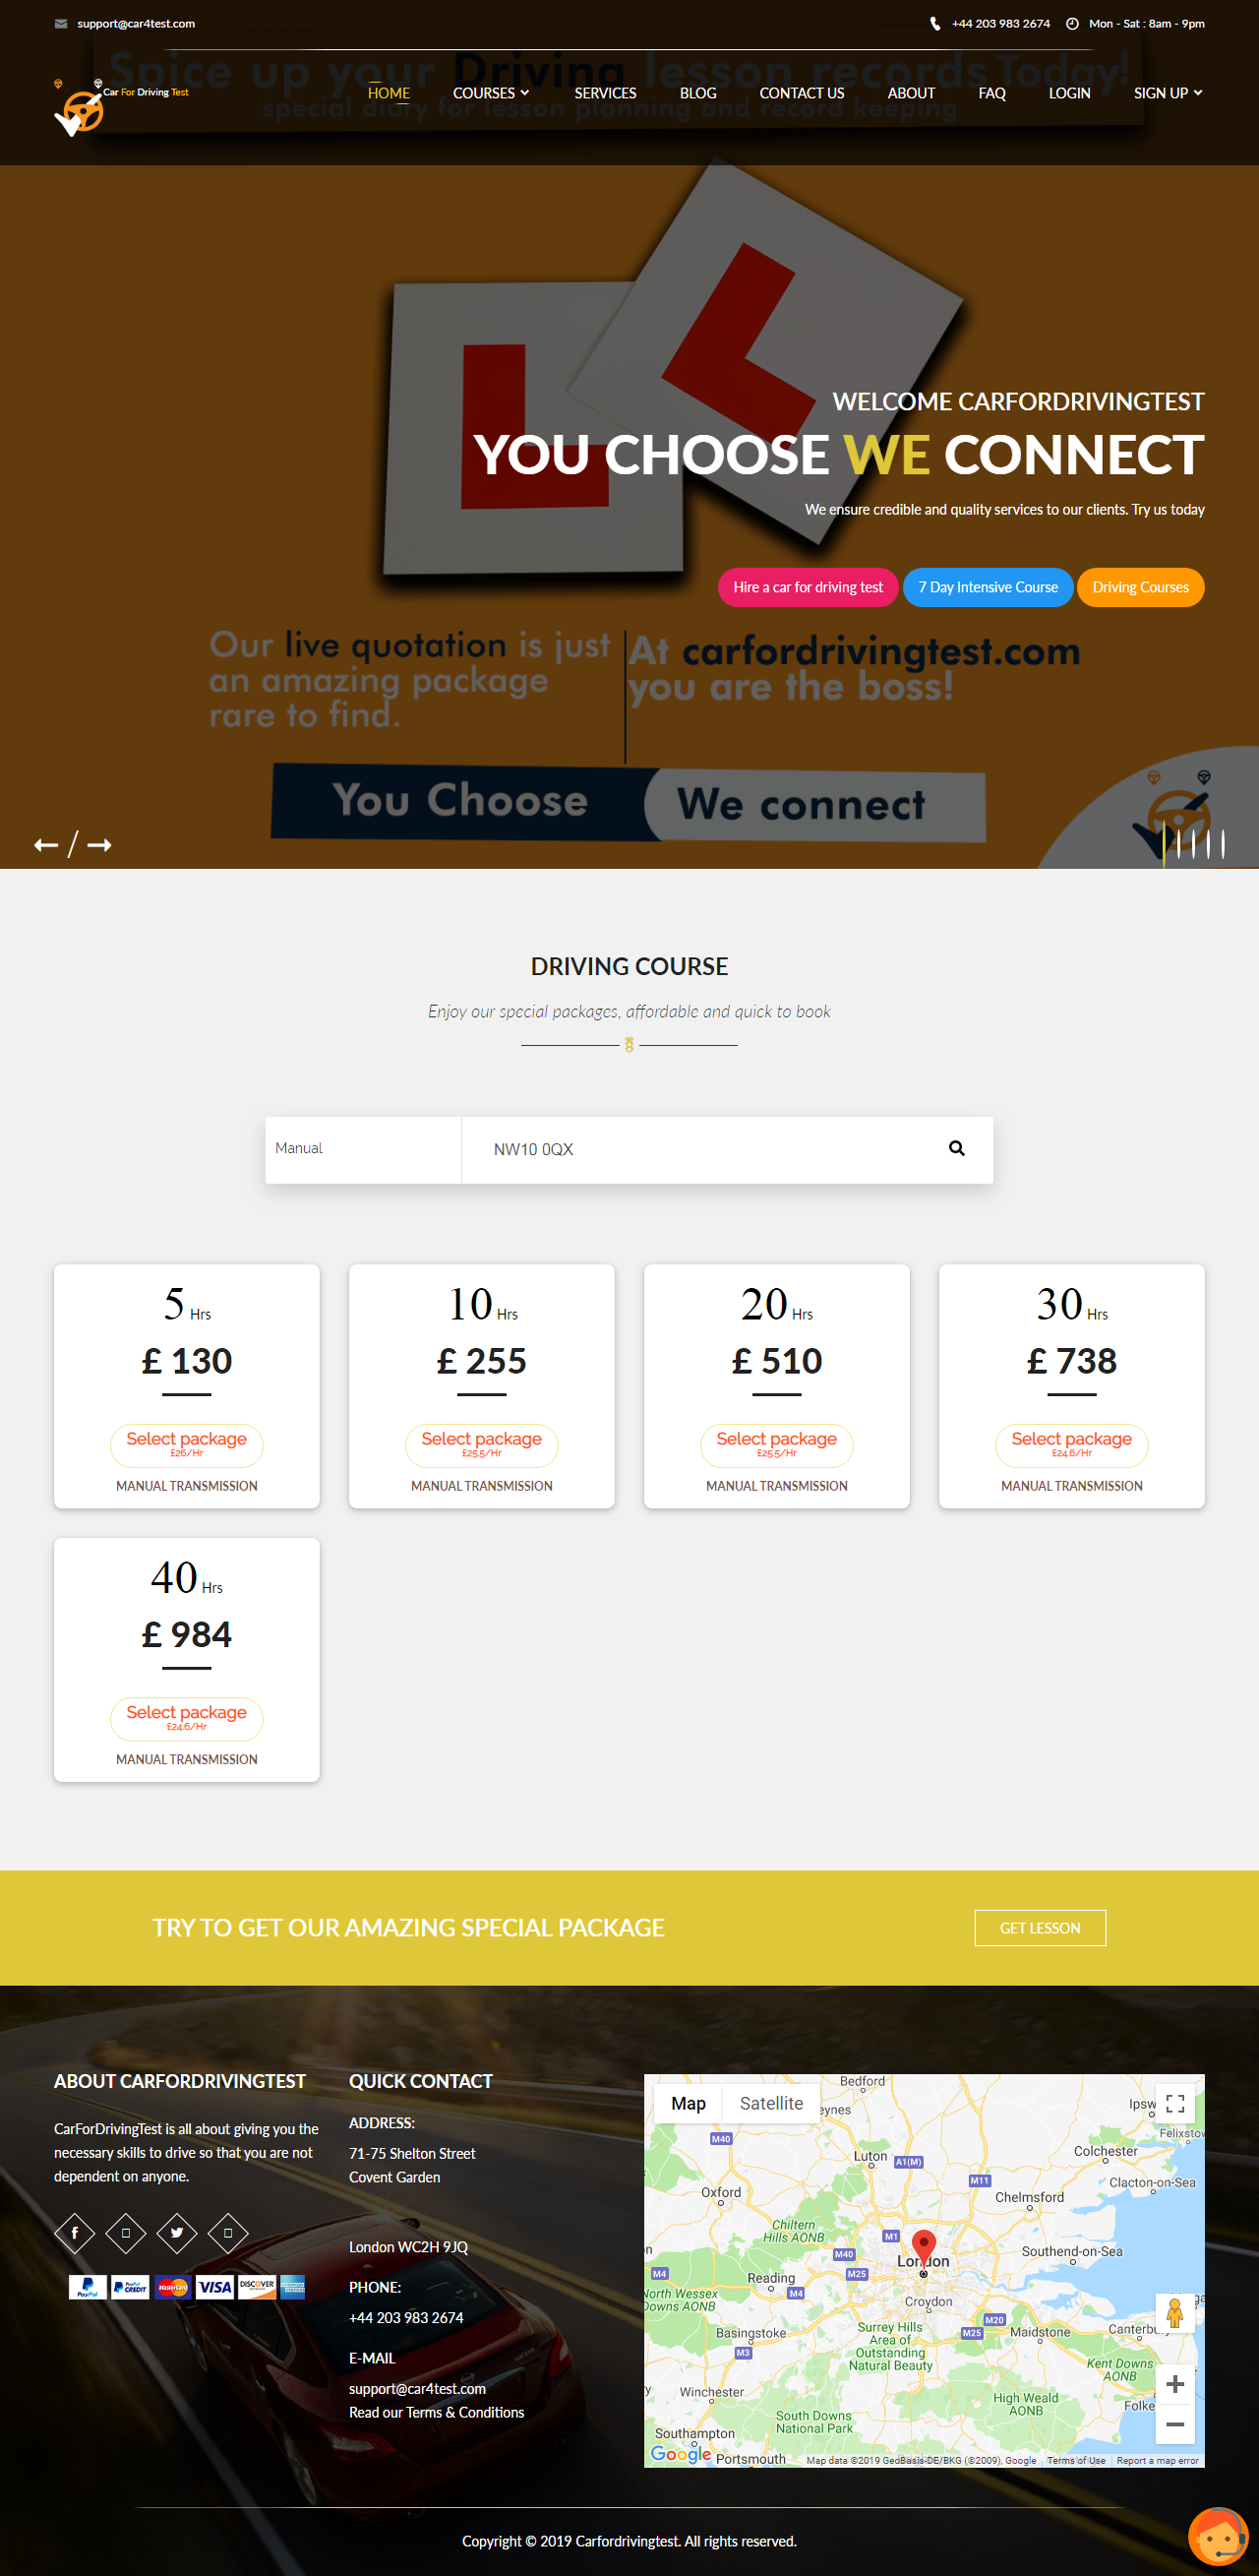 support@car4test.com
+44 203 983 2674
Mon - Sat : 8am - 9pm
Spice up your Driving lesson records Today!
special diary for lesson planning and record keeping
Car For Driving Test
HOME
COURSES
SERVICES
BLOG
CONTACT US
ABOUT
FAQ
LOGIN
SIGN UP
L
L
WELCOME CARFORDRIVINGTEST
YOU CHOOSE WE CONNECT
We ensure credible and quality services to our clients. Try us today
Hire a car for driving test
7 Day Intensive Course
Driving Courses
Our live quotation is just
an amazing package
rare to find.
At carfordrivingtest.com
you are the boss!
You Choose
We connect
/
DRIVING COURSE
Enjoy our special packages, affordable and quick to book
Manual
NW10 0QX
5 Hrs
£ 130
Select package
£26/Hr
MANUAL TRANSMISSION
10 Hrs
£ 255
Select package
£25.5/Hr
MANUAL TRANSMISSION
20 Hrs
£ 510
Select package
£25.5/Hr
MANUAL TRANSMISSION
30 Hrs
£ 738
Select package
£24.6/Hr
MANUAL TRANSMISSION
40 Hrs
£ 984
Select package
£24.6/Hr
MANUAL TRANSMISSION
TRY TO GET OUR AMAZING SPECIAL PACKAGE
GET LESSON
ABOUT CARFORDRIVINGTEST
CarForDrivingTest is all about giving you the
necessary skills to drive so that you are not
dependent on anyone.
PayPal
PayPal CREDIT
MasterCard
VISA
DISCOVER
QUICK CONTACT
ADDRESS:
71-75 Shelton Street
Covent Garden
London WC2H 9JQ
PHONE:
+44 203 983 2674
E-MAIL
support@car4test.com
Read our Terms & Conditions
Map
Satellite
Bedford
eynes
Ipsw
M40
Felixstow
Colchester
Luton
A1(M)
M11
Clacton-on-Sea
Oxford
Chelmsford
Chiltern
Hills AONB
M1
M40
London
Southend-on-Sea
M4
M25
Reading
North Wessex
Downs AONB
M4
Croydon
M20
M25
Basingstoke
Surrey Hills
Area of
Outstanding
Natural Beauty
Maidstone
Canterbury
M3
Kent Downs
AONB
Winchester
High Weald
AONB
Folke
South Downs
National Park
Southampton
Google
Portsmouth
Map data ©2019 GeoBasis-DE/BKG (©2009), Google
Terms of Use
Report a map error
Copyright © 2019 Carfordrivingtest. All rights reserved.